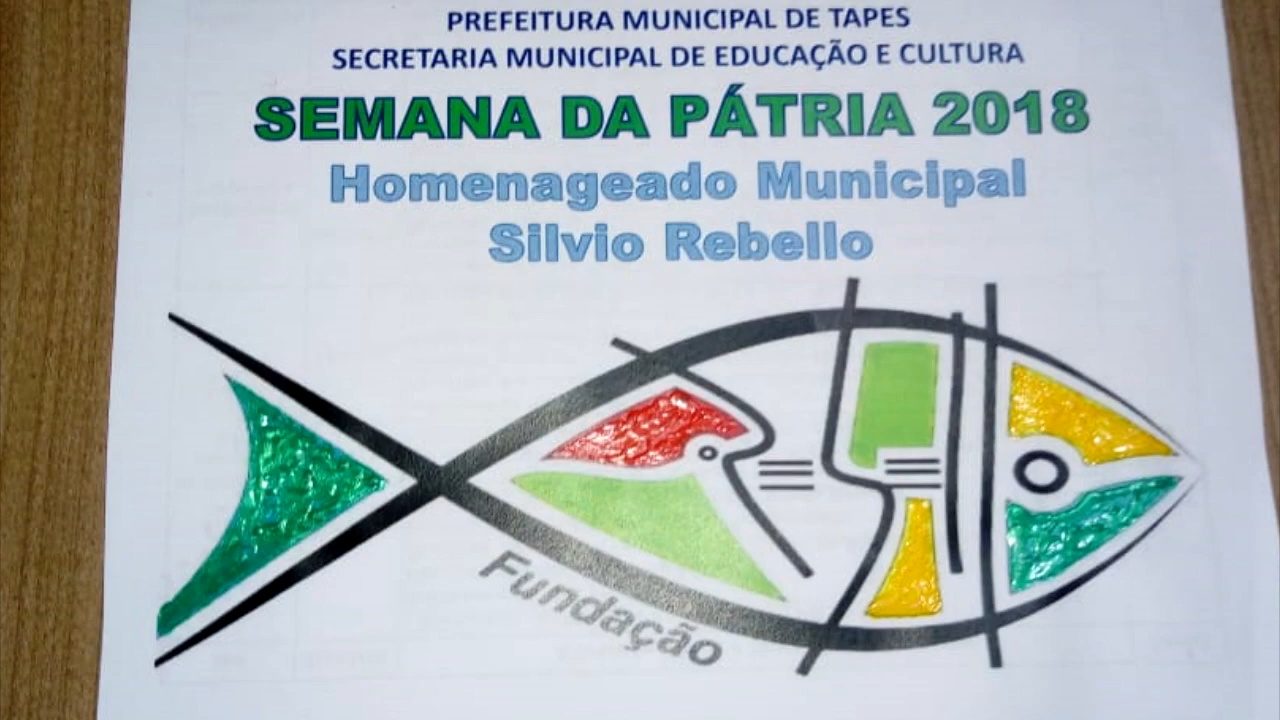 PREFEITURA MUNICIPAL DE TAPES
SECRETARIA MUNICIPAL DE EDUCAÇÃO E CULTURA
SEMANA DA PÁTRIA 2018
Homenageado Municipal
Silvio Rebello
Fundação